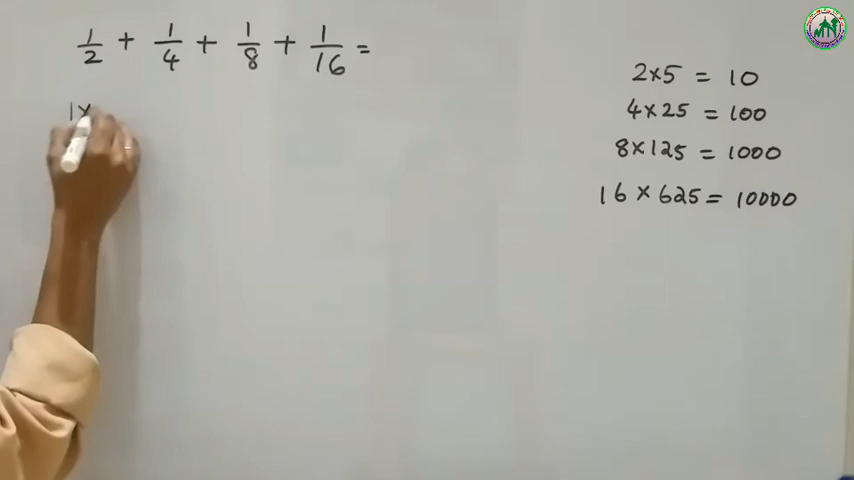 1/2 + 1/4 + 1/8 + 1/16 =
1×
2×5 = 10
4×25 = 100
8×125 = 1000
16×625 = 10000